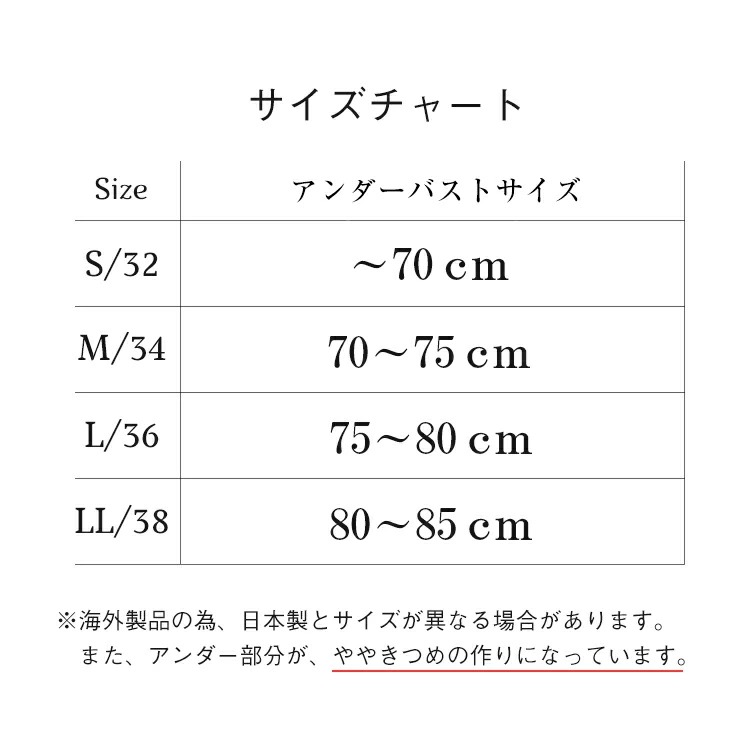 サイズチャート
Size アンダーバストサイズ
S/32 ～70 cm
M/34 70～75 cm
L/36 75～80 cm
LL/38 80～85 cm
※海外製品の為、日本製とサイズが異なる場合があります。
また、アンダー部分が、ややきつめの作りになっています。